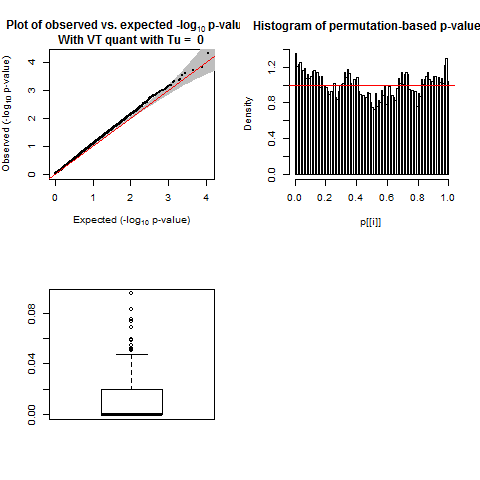 Plot of observed vs. expected -log10 p-valu
With VT quant with Tu = 0
Observed (-log10 p-value)
4
3
2
1
0
0 1 2 3 4
Expected (-log10 p-value)
Histogram of permutation-based p-value
Density
1.2
0.8
0.4
0.0
0.0 0.2 0.4 0.6 0.8 1.0
p[[i]]
0.08
0.04
0.00